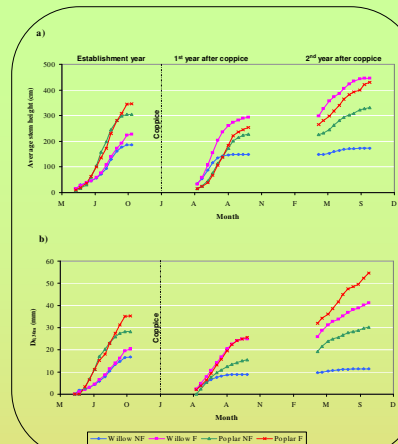 a)
Establishment year 1st year after coppice 2nd year after coppice
500
400
300
200
100
0
Average stem height (cm)
Coppice
M J O J A A N F M S D
Month
b)
60
50
40
30
20
10
0
(mm)
Coppice
M J O J A A N F M S D
Month
Willow NF Willow F Poplar NF Poplar F